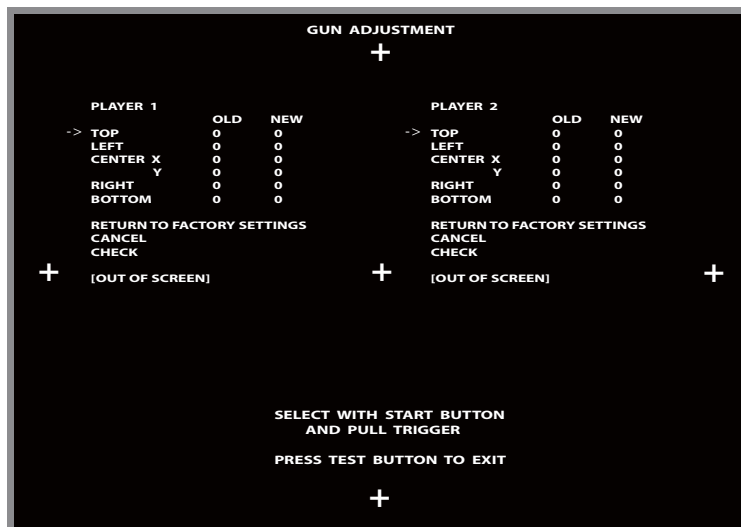 GUN ADJUSTMENT
PLAYER 1
OLD NEW
-> TOP 0 0
LEFT 0 0
CENTER X 0 0
Y 0 0
RIGHT 0 0
BOTTOM 0 0
RETURN TO FACTORY SETTINGS
CANCEL
CHECK
[OUT OF SCREEN]
PLAYER 2
OLD NEW
-> TOP 0 0
LEFT 0 0
CENTER X 0 0
Y 0 0
RIGHT 0 0
BOTTOM 0 0
RETURN TO FACTORY SETTINGS
CANCEL
CHECK
[OUT OF SCREEN]
SELECT WITH START BUTTON
AND PULL TRIGGER
PRESS TEST BUTTON TO EXIT